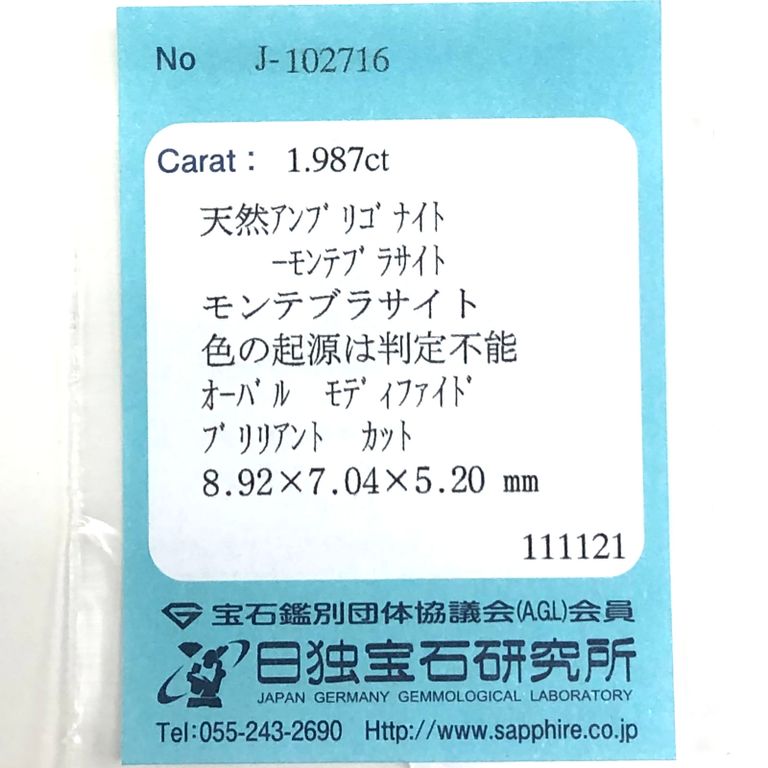 No J-102716
Carat: 1.987ct
天然ｱﾝﾌﾞﾘｺﾞﾅｲﾄ
ｰﾓﾝﾃﾌﾞﾗｻｲﾄ
モンテブラサイト
色の起源は判定不能
ｵｰﾊﾞﾙ ﾓﾃﾞｨﾌｧｲﾄﾞ
ﾌﾞﾘﾘｱﾝﾄ ｶｯﾄ
8.92×7.04×5.20 mm
111121
宝石鑑別団体協議会(A.G.L)会員
日独宝石研究所
JAPAN GERMANY GEMMOLOGICAL LABORATORY
Tel:055-243-2690 Http://www.sapphire.co.jp